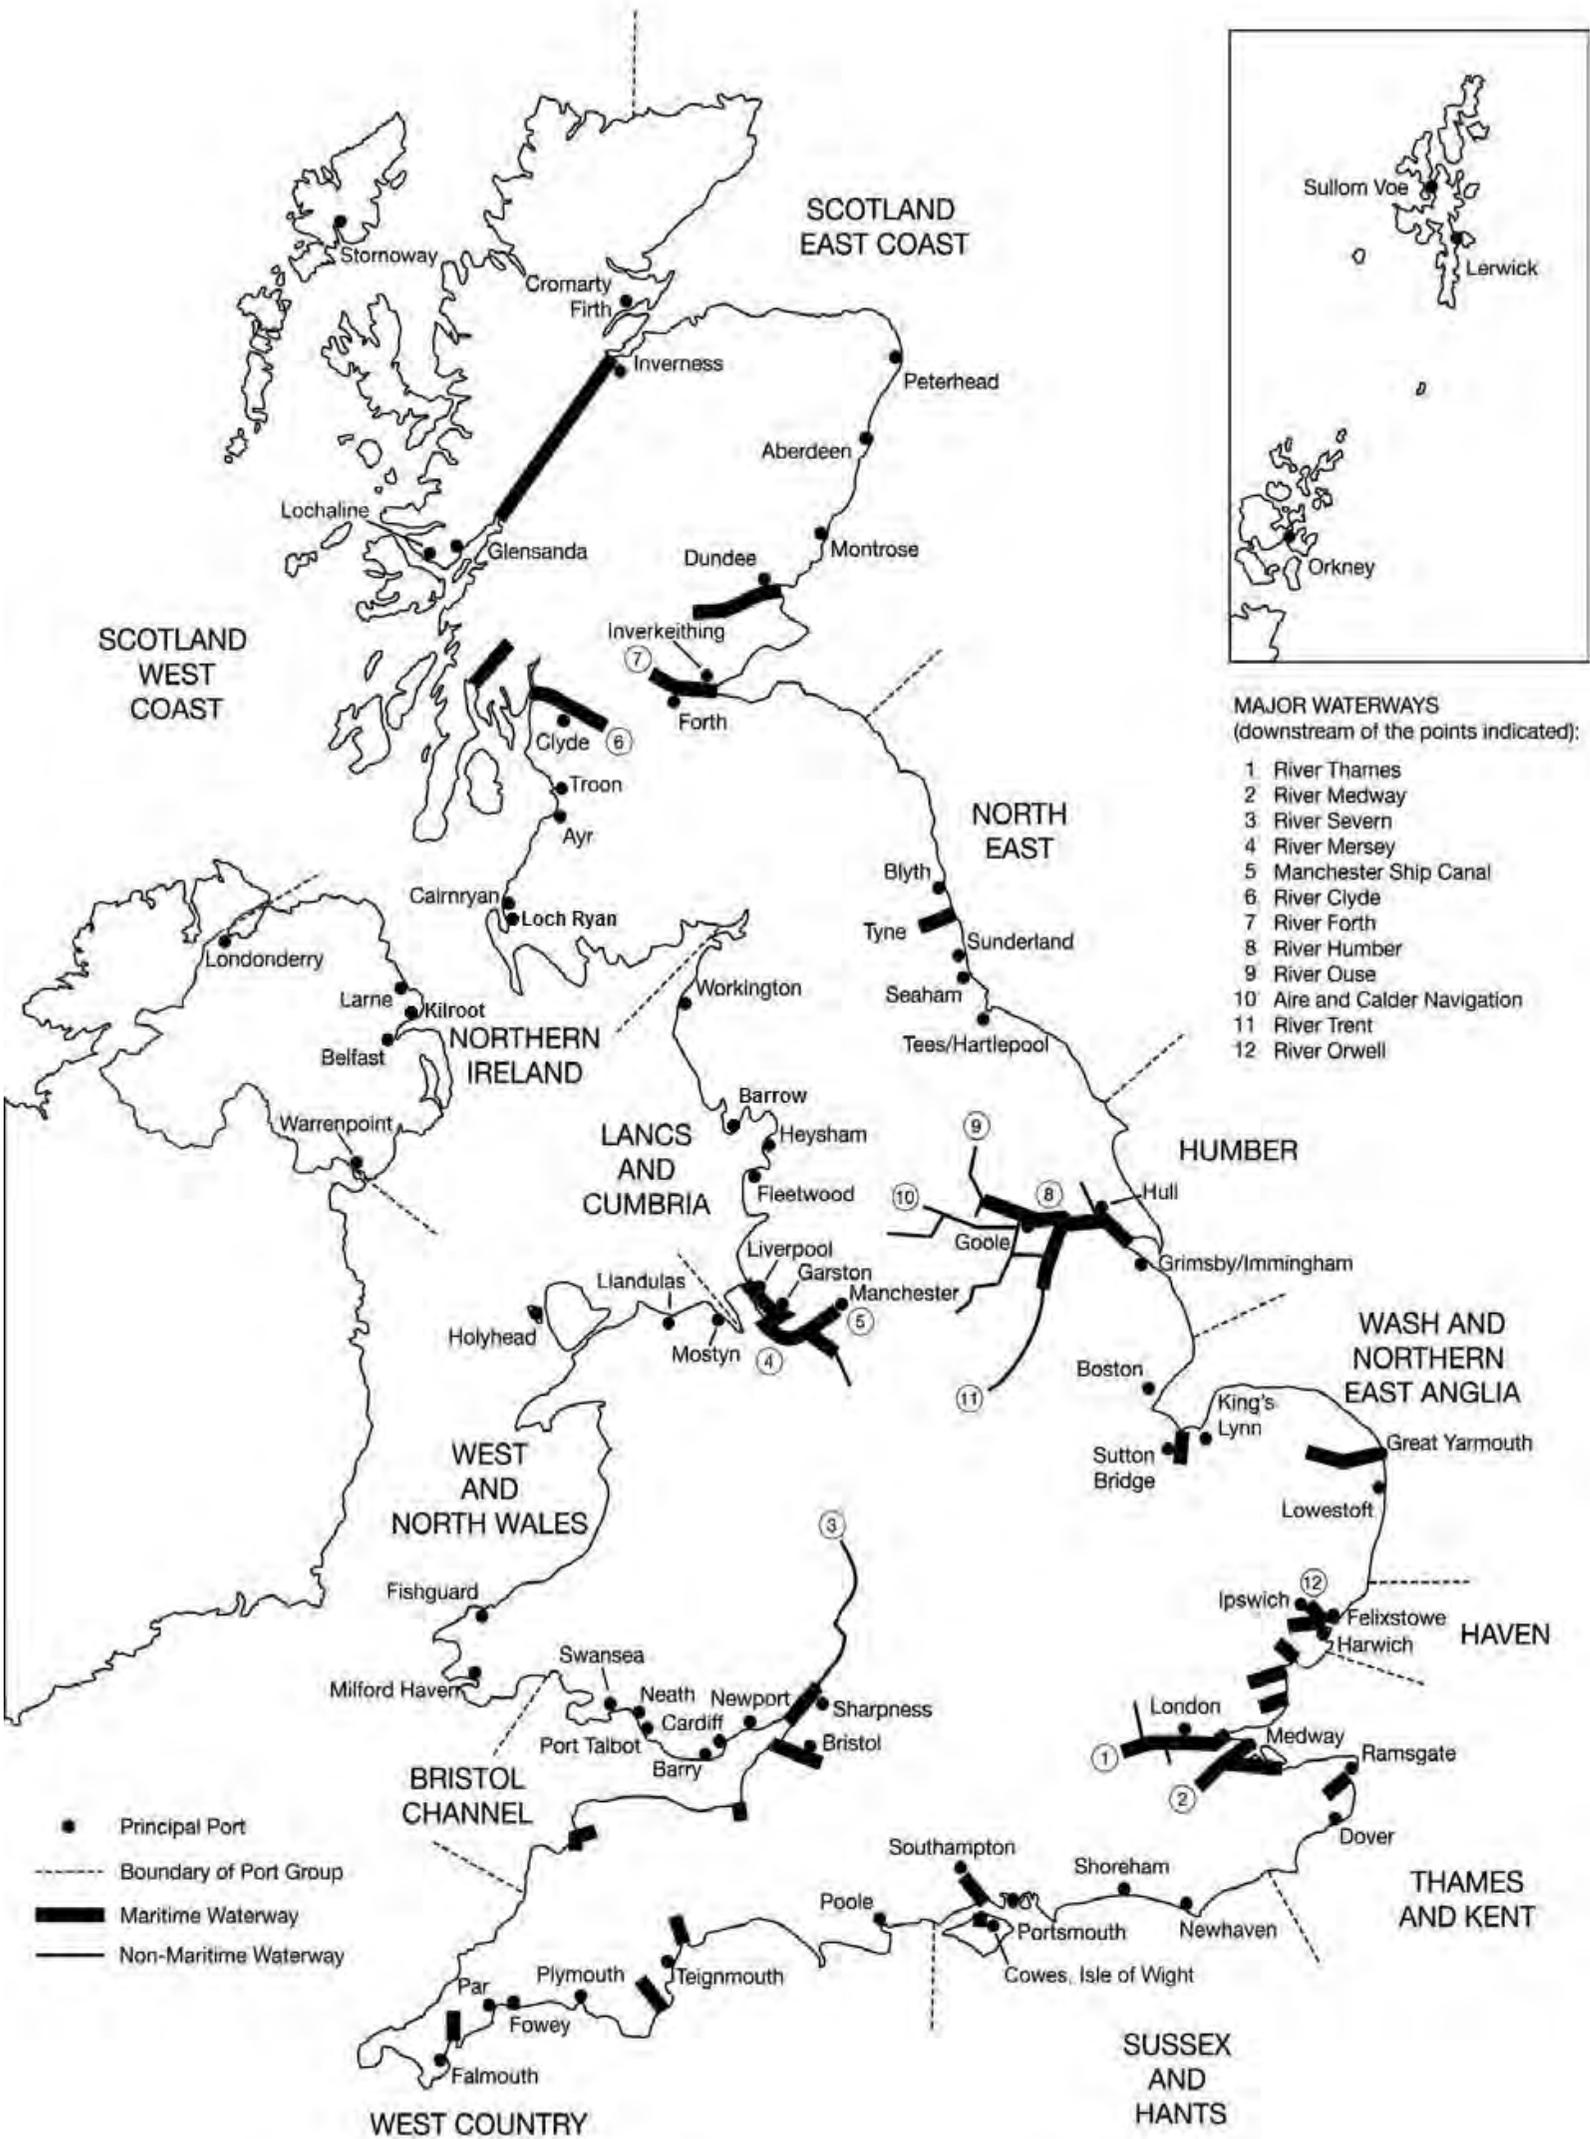 SCOTLAND
EAST COAST
Sullom Voe
Lerwick
Orkney
Stornoway
Cromarty
Firth
Inverness
Peterhead
Aberdeen
Lochaline
Glensanda
Montrose
Dundee
Inverkeithing
7
Forth
SCOTLAND
WEST
COAST
Clyde
6
Troon
Ayr
Cairnryan
Loch Ryan
MAJOR WATERWAYS
(downstream of the points indicated):
1 River Thames
2 River Medway
3 River Severn
4 River Mersey
5 Manchester Ship Canal
6 River Clyde
7 River Forth
8 River Humber
9 River Ouse
10 Aire and Calder Navigation
11 River Trent
12 River Orwell
NORTH
EAST
Blyth
Tyne
Sunderland
Seaham
Tees/Hartlepool
Londonderry
Larne
Kilroot
Belfast
NORTHERN
IRELAND
Warrenpoint
Workington
Barrow
Heysham
Fleetwood
LANCS
AND
CUMBRIA
Liverpool
Garston
Manchester
5
4
Llandulas
Mostyn
Holyhead
HUMBER
9
10
8
Hull
Goole
Grimsby/Immingham
11
WASH AND
NORTHERN
EAST ANGLIA
Boston
King's
Lynn
Sutton
Bridge
Great Yarmouth
Lowestoft
WEST
AND
NORTH WALES
Fishguard
Milford Haven
3
Swansea
Neath
Newport
Sharpness
Cardiff
Port Talbot
Barry
Bristol
BRISTOL
CHANNEL
12
Ipswich
Felixstowe
Harwich
HAVEN
London
Medway
1
2
Ramsgate
Dover
THAMES
AND KENT
Southampton
Shoreham
Poole
Portsmouth
Newhaven
Cowes, Isle of Wight
SUSSEX
AND
HANTS
Principal Port
Boundary of Port Group
Maritime Waterway
Non-Maritime Waterway
Par
Plymouth
Teignmouth
Fowey
Falmouth
WEST COUNTRY